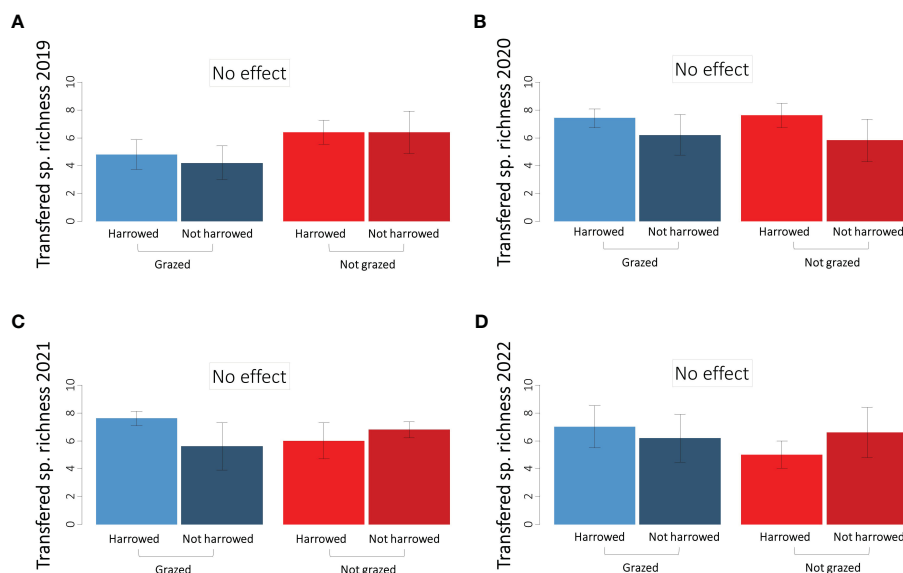 A
Transfered sp. richness 2019
No effect
0 2 4 6 8 10
Harrowed Not harrowed Harrowed Not harrowed
Grazed Not grazed
B
Transfered sp. richness 2020
No effect
0 2 4 6 8 10
Harrowed Not harrowed Harrowed Not harrowed
Grazed Not grazed
C
Transfered sp. richness 2021
No effect
0 2 4 6 8 10
Harrowed Not harrowed Harrowed Not harrowed
Grazed Not grazed
D
Transfered sp. richness 2022
No effect
0 2 4 6 8 10
Harrowed Not harrowed Harrowed Not harrowed
Grazed Not grazed